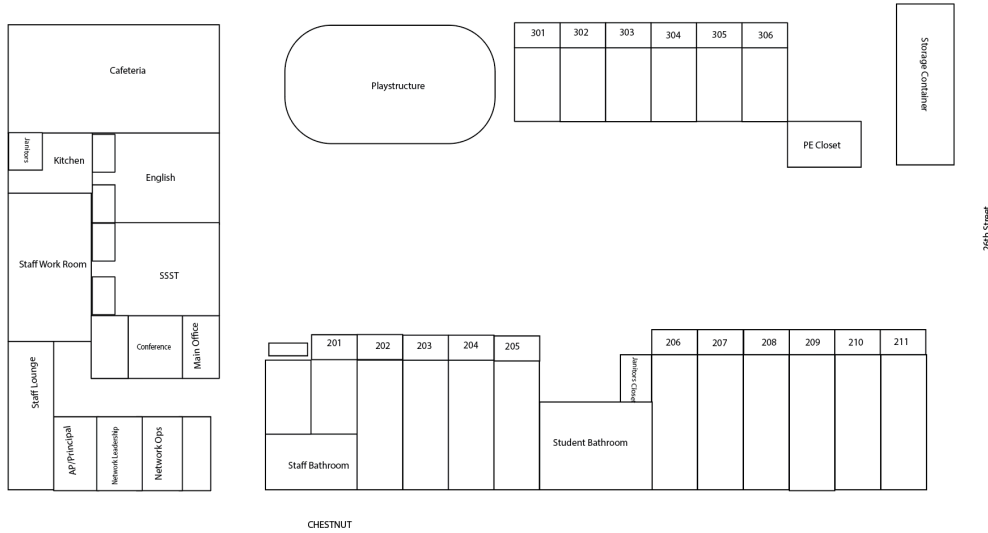 301
302
303
304
305
306
Storage Container
Cafeteria
Playstructure
Janitors
Kitchen
PE Closet
English
26th Street
Staff Work Room
SSST
201
202
203
204
205
206
207
208
209
210
211
Conference
Main Office
Staff Lounge
Janitors Closet
AP/Principal
Network Leadership
Network Ops
Student Bathroom
Staff Bathroom
CHESTNUT